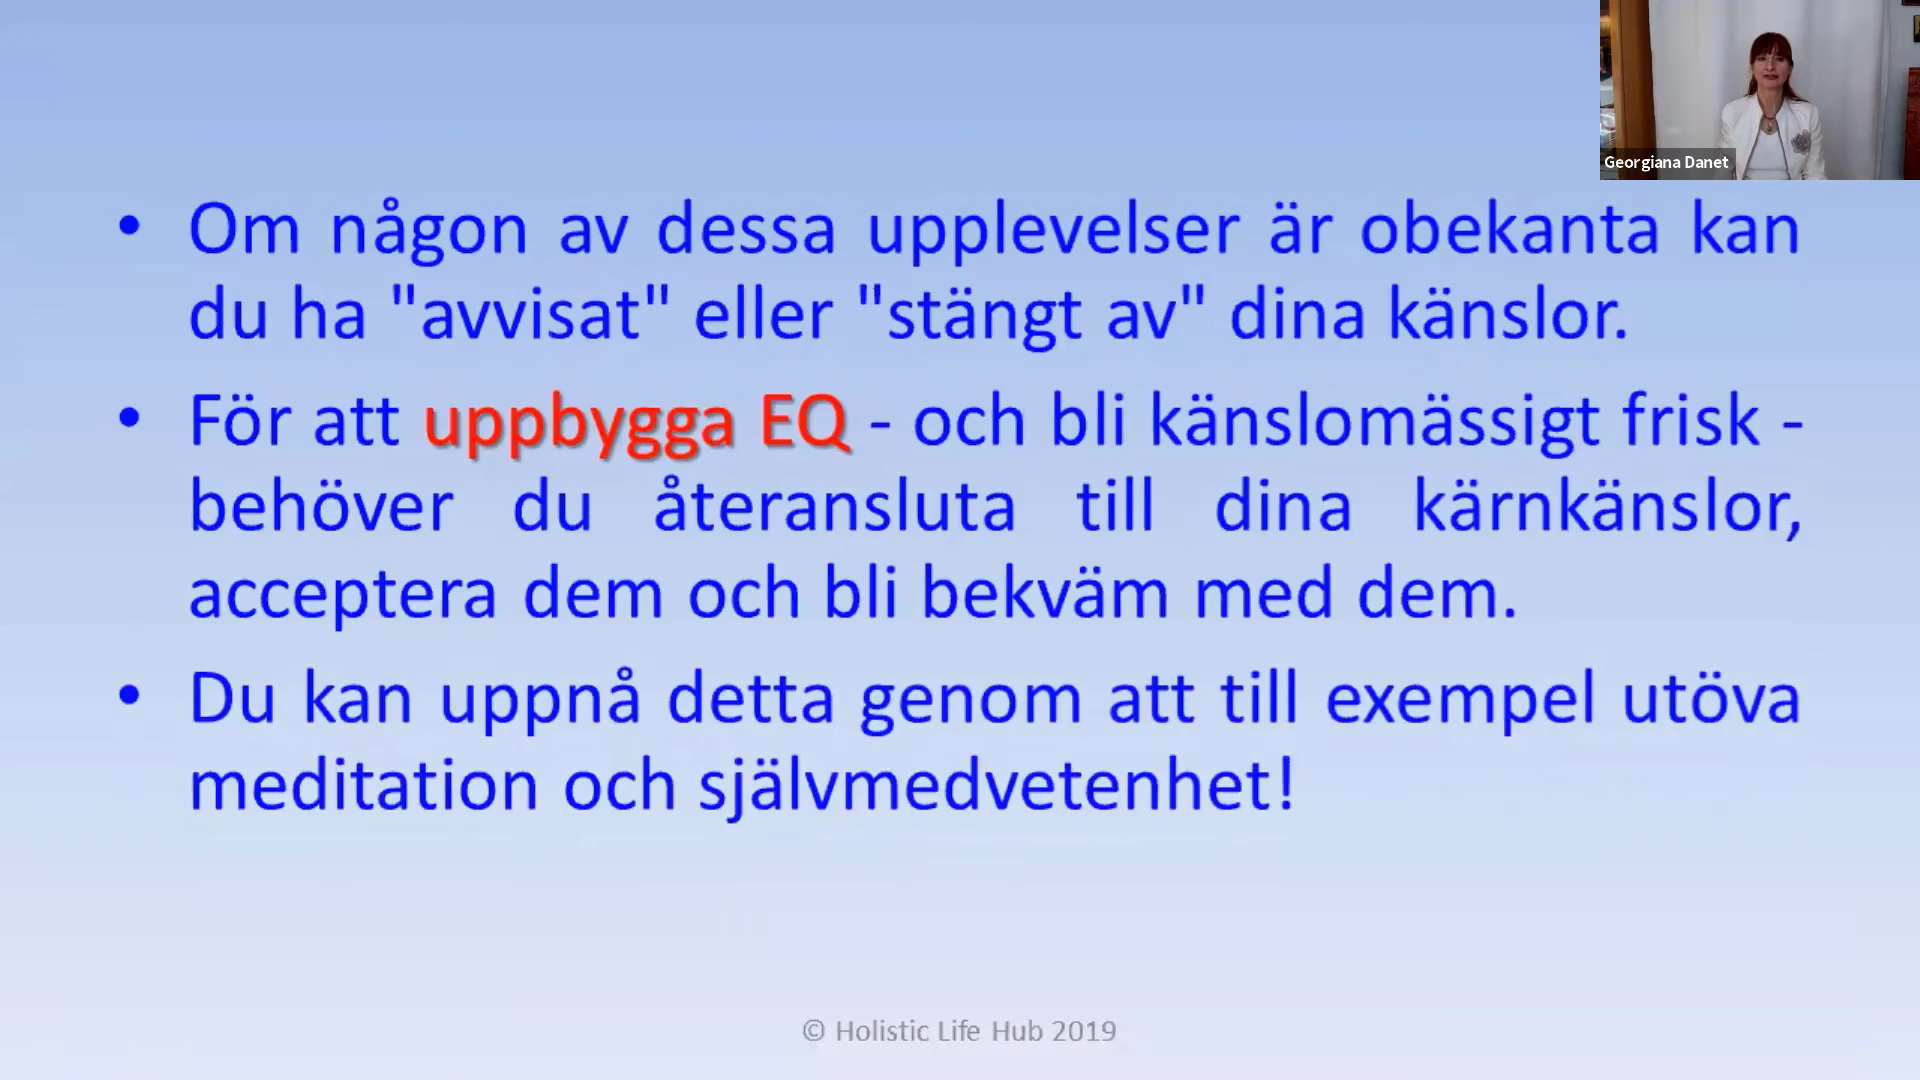 Georgiana Danet
• Om någon av dessa upplevelser är obekanta kan
du ha "avvisat" eller "stängt av" dina känslor.
• För att uppbygga EQ - och bli känslomässigt frisk -
behöver du återansluta till dina kärnkänslor,
acceptera dem och bli bekväm med dem.
• Du kan uppnå detta genom att till exempel utöva
meditation och självmedvetenhet!
© Holistic Life Hub 2019